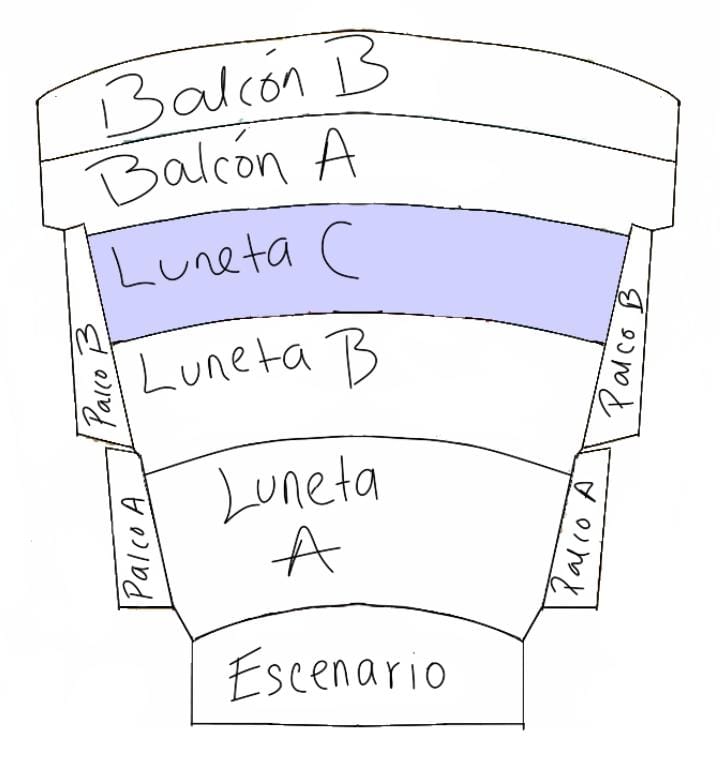 Balcón B
Balcón A
Luneta C
Palco B
Palco B
Luneta B
Luneta
A
Palco A
Palco A
Escenario